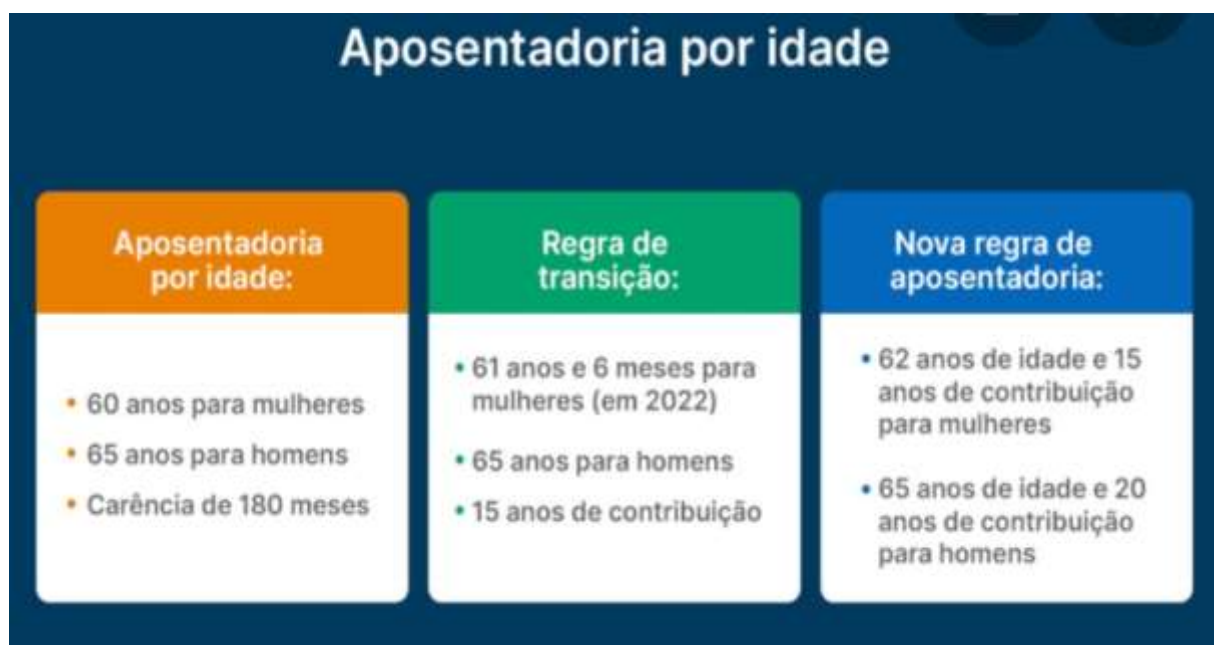 Aposentadoria por idade
Aposentadoria
por idade:
• 60 anos para mulheres
• 65 anos para homens
• Carência de 180 meses
Regra de
transição:
• 61 anos e 6 meses para
mulheres (em 2022)
• 65 anos para homens
• 15 anos de contribuição
Nova regra de
aposentadoria:
• 62 anos de idade e 15
anos de contribuição
para mulheres
• 65 anos de idade e 20
anos de contribuição
para homens